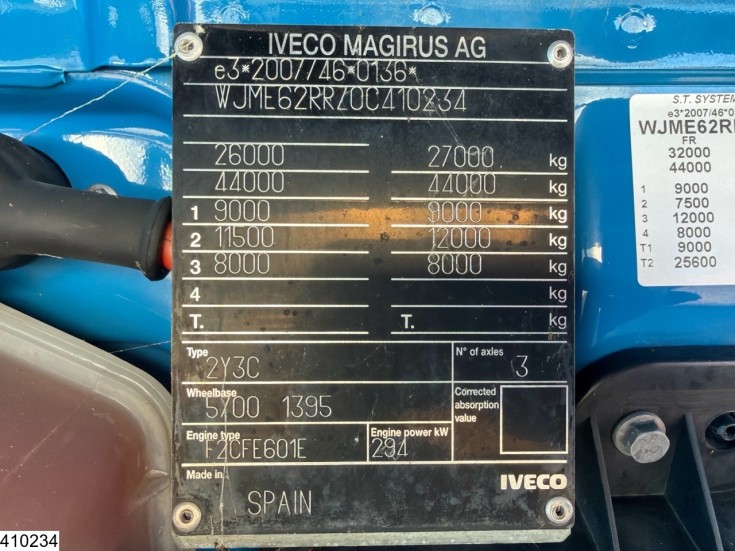 IVECO MAGIRUS AG
e3*2007/46*0136*
WJME62RRZ0C410234
26000 27000 kg
44000 44000 kg
1 9000 9000 kg
2 11500 12000 kg
3 8000 8000 kg
4 kg
T. T. kg
Type 2Y3C N° of axles 3
Wheelbase 5700 1395 Corrected absorption value
Engine type F2CFE601E Engine power kW 294
Made in SPAIN IVECO
S.T. SYSTEM
e3*2007/46*0
WJME62R
FR
32000
44000
1 9000
2 7500
3 12000
4 8000
T1 9000
T2 25600
410234